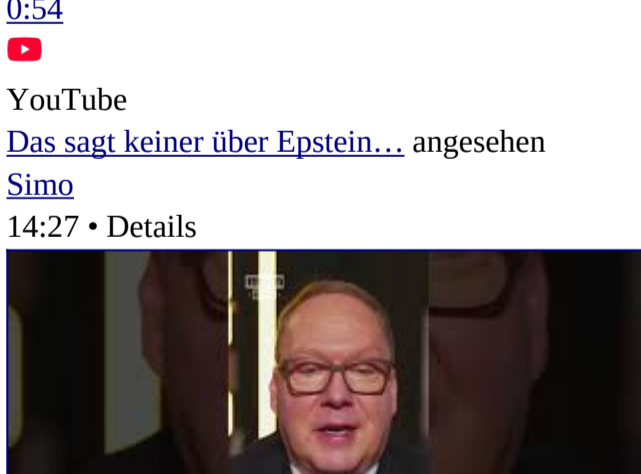 0:54
YouTube
Das sagt keiner über Epstein… angesehen
Simo
14:27 • Details